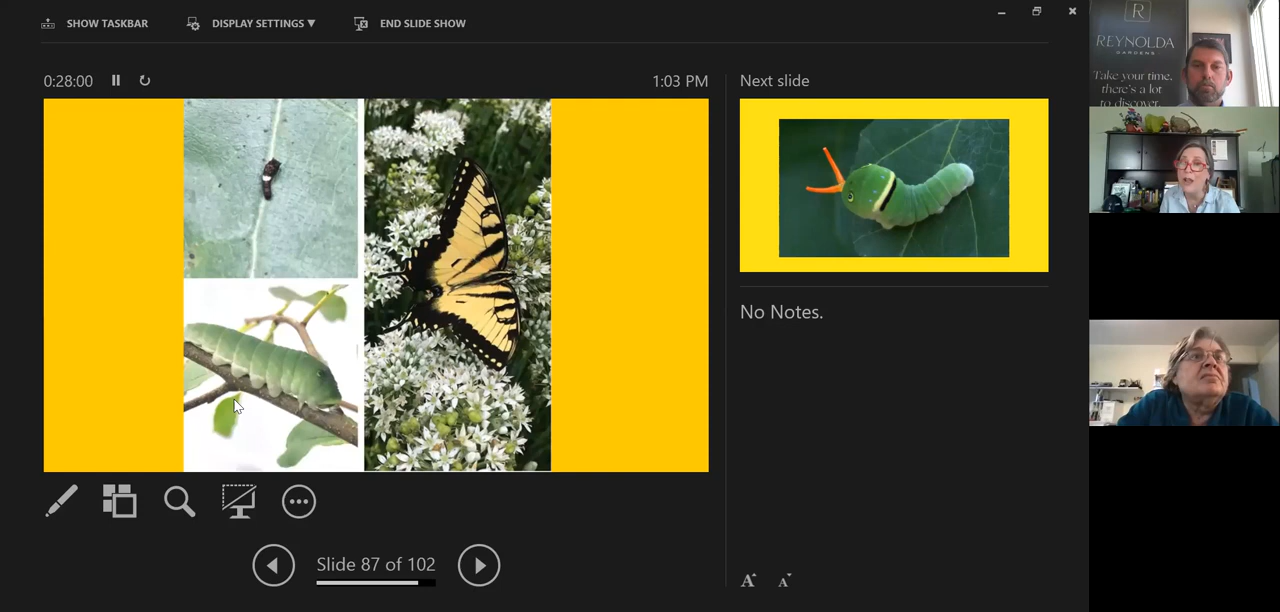 SHOW TASKBAR
DISPLAY SETTINGS ▼
END SLIDE SHOW
0:28:00
1:03 PM
Next slide
No Notes.
Slide 87 of 102
A
A
R
REYNOLDA
GARDENS
Take your time,
there's a lot
to discover.